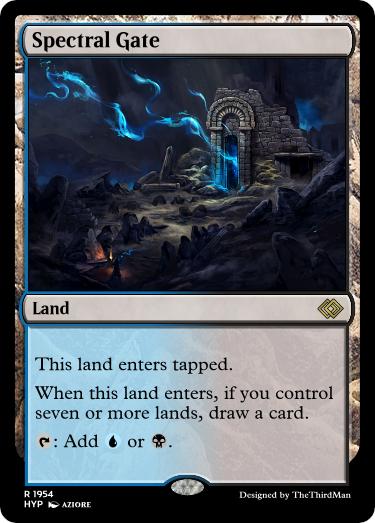 Spectral Gate
Land
This land enters tapped.
When this land enters, if you control
seven or more lands, draw a card.
: Add or .
R 1954
HYP AZIORE
Designed by TheThirdMan